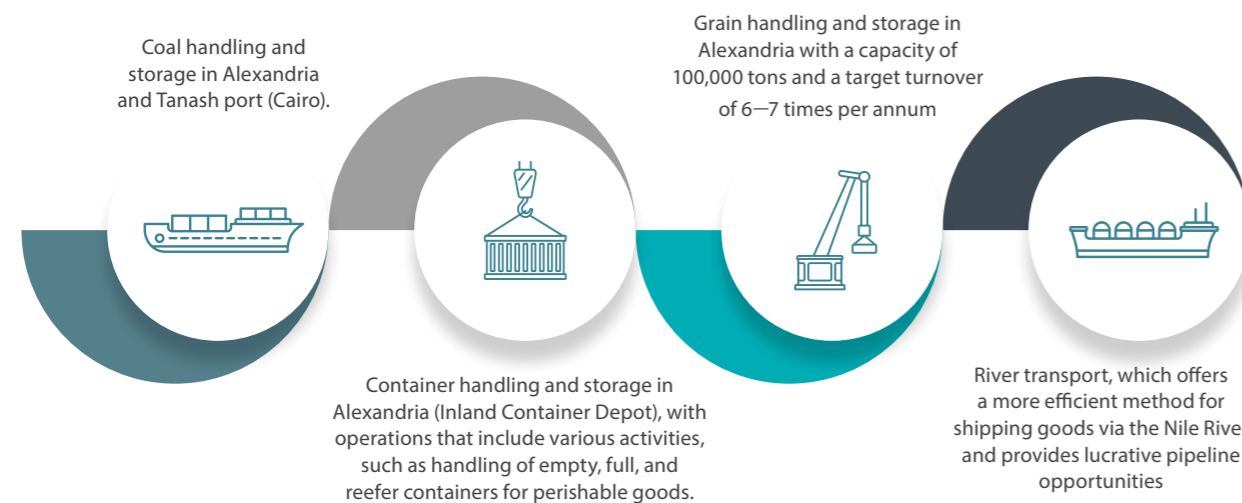 Coal handling and
storage in Alexandria
and Tanash port (Cairo).
Container handling and storage in
Alexandria (Inland Container Depot), with
operations that include various activities,
such as handling of empty, full, and
reefer containers for perishable goods.
Grain handling and storage in
Alexandria with a capacity of
100,000 tons and a target turnover
of 6—7 times per annum
River transport, which offers
a more efficient method for
shipping goods via the Nile Rive
and provides lucrative pipeline
opportunities